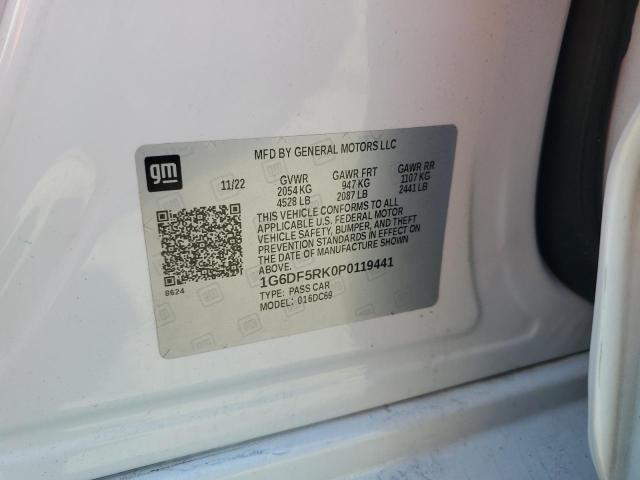 MFD BY GENERAL MOTORS LLC
gm
11/22 GVWR GAWR FRT GAWR RR
2054 KG 947 KG 1107 KG
4528 LB 2087 LB 2441 LB
THIS VEHICLE CONFORMS TO ALL
APPLICABLE U.S. FEDERAL MOTOR
VEHICLE SAFETY, BUMPER, AND THEFT
PREVENTION STANDARDS IN EFFECT ON
THE DATE OF MANUFACTURE SHOWN
ABOVE.
8624
1G6DF5RK0P0119441
TYPE: PASS CAR
MODEL: 016DC69